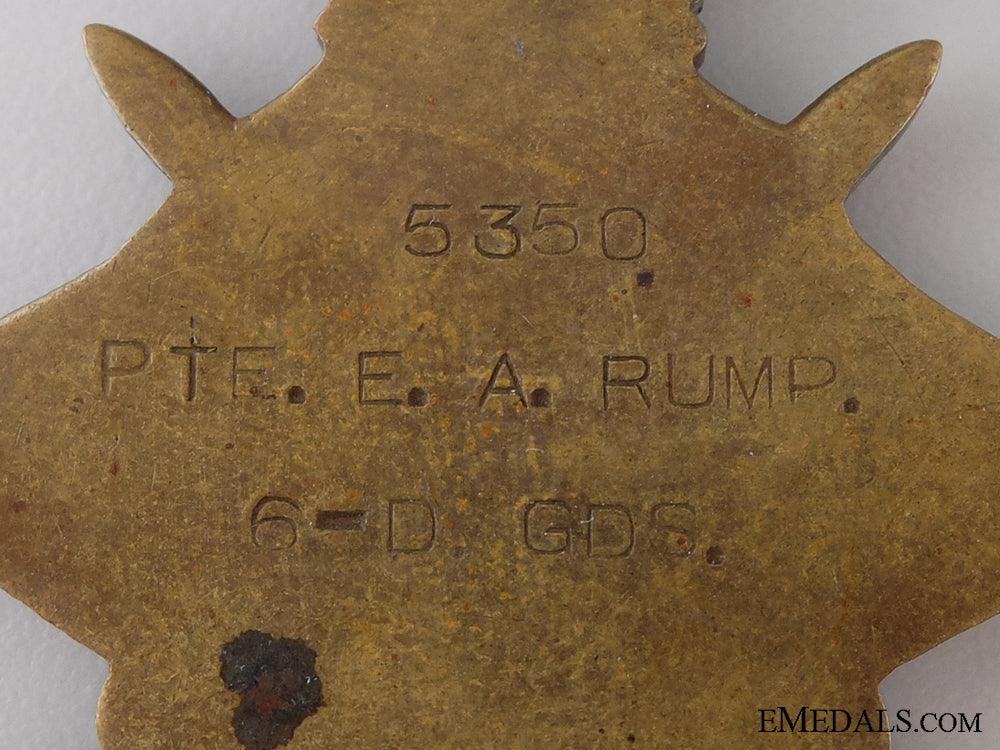 5350
PTE. E. A. RUMP.
6-D. GDS.
EMEDALS.COM